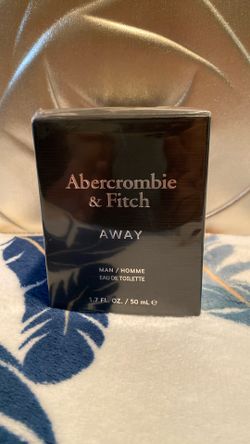 Abercrombie
& Fitch
AWAY
MAN / HOMME
EAU DE TOILETTE
1.7 FL. OZ. / 50 mL ℮